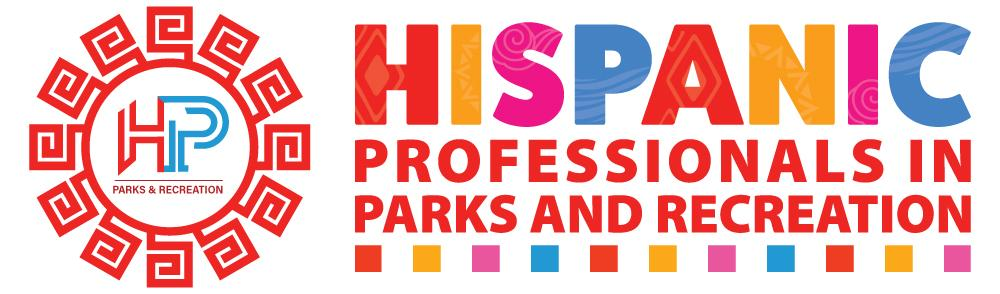 HP
PARKS & RECREATION
HISPANIC
PROFESSIONALS IN
PARKS AND RECREATION